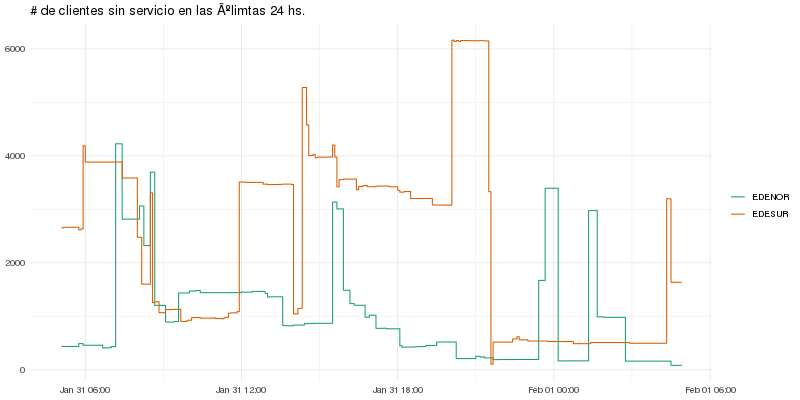 # de clientes sin servicio en las Ãºlimtas 24 hs.
6000
4000
2000
0
Jan 31 06:00
Jan 31 12:00
Jan 31 18:00
Feb 01 00:00
Feb 01 06:00
EDENOR
EDESUR